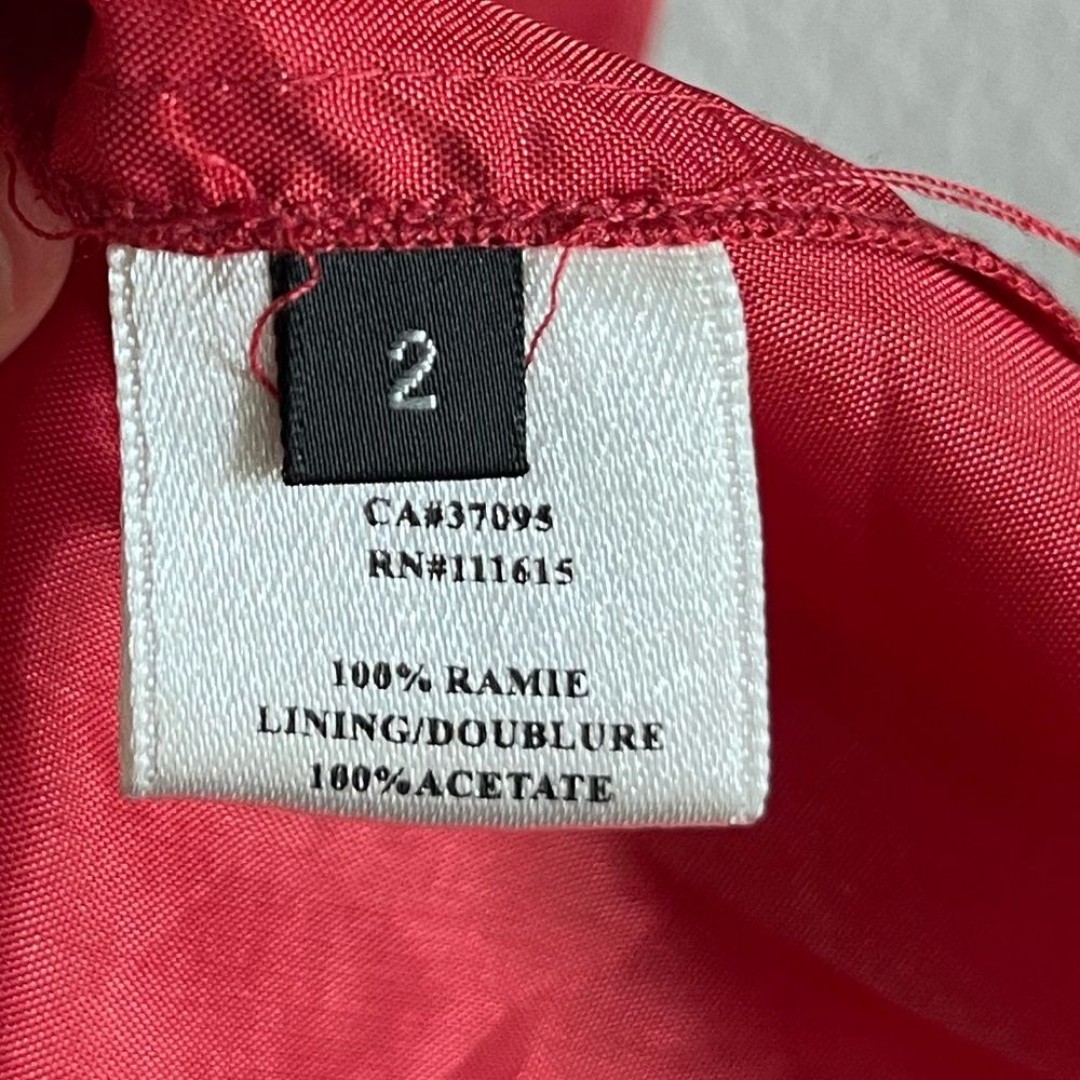 2
CA#37095
RN#111615
100% RAMIE
LINING/DOUBLURE
100%ACETATE